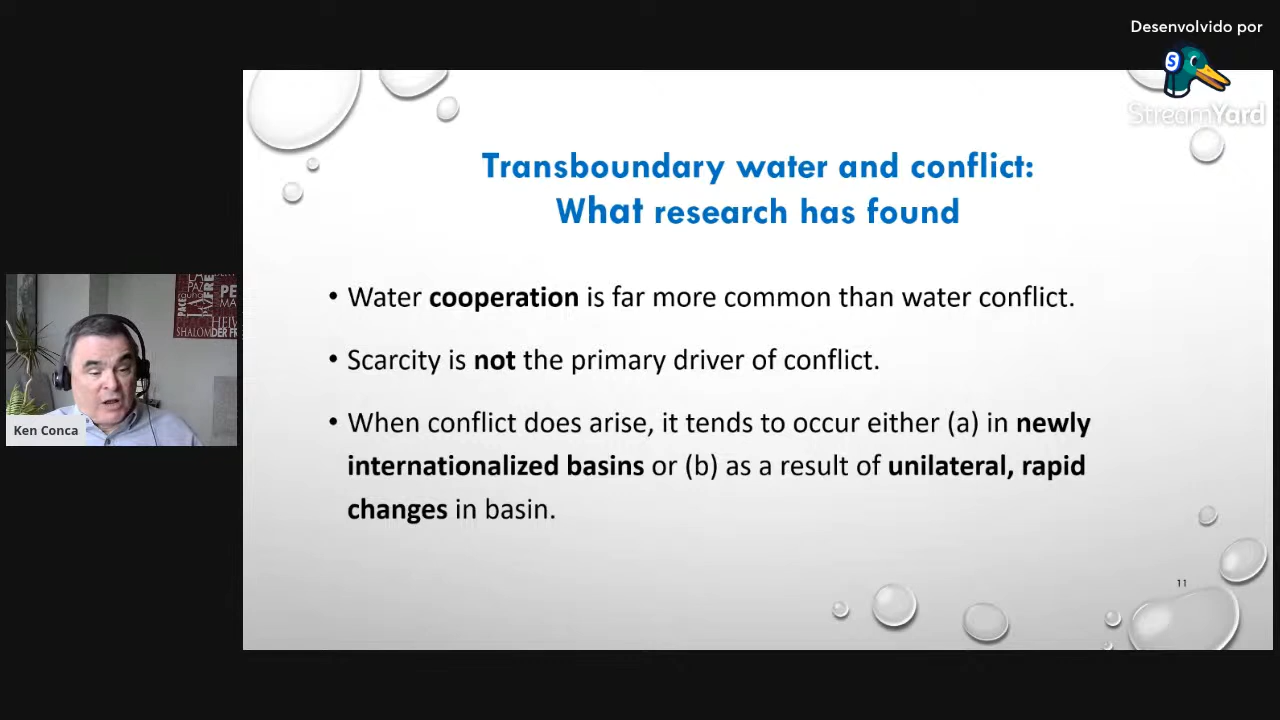 Desenvolvido por
StreamYard
Transboundary water and conflict:
What research has found
• Water cooperation is far more common than water conflict.
• Scarcity is not the primary driver of conflict.
• When conflict does arise, it tends to occur either (a) in newly
internationalized basins or (b) as a result of unilateral, rapid
changes in basin.
11
SHALOM
Ken Conca